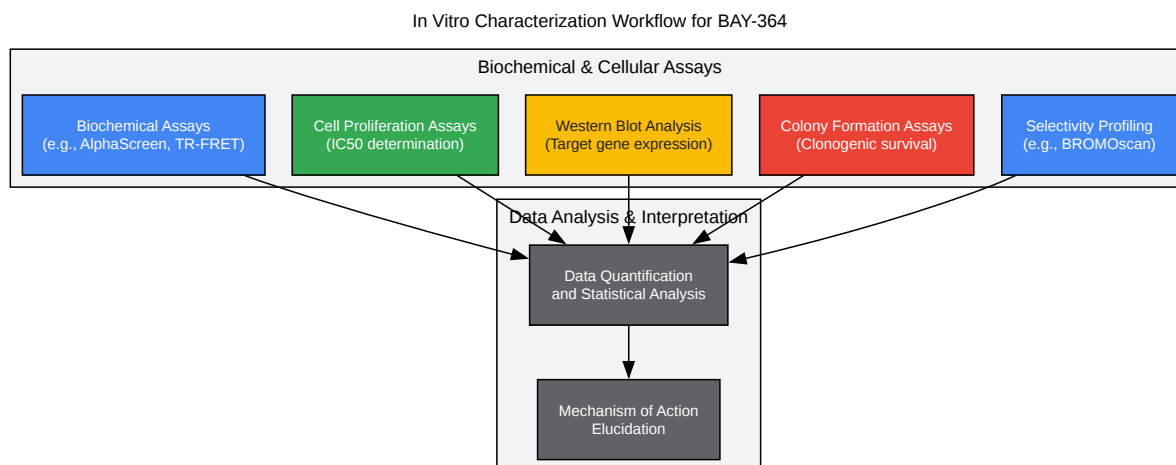 In Vitro Characterization Workflow for BAY-364
Biochemical & Cellular Assays
Biochemical Assays
(e.g., AlphaScreen, TR-FRET)
Cell Proliferation Assays
(IC50 determination)
Western Blot Analysis
(Target gene expression)
Colony Formation Assays
(Clonogenic survival)
Selectivity Profiling
(e.g., BROMOscan)
Data Analysis & Interpretation
Data Quantification
and Statistical Analysis
Mechanism of Action
Elucidation